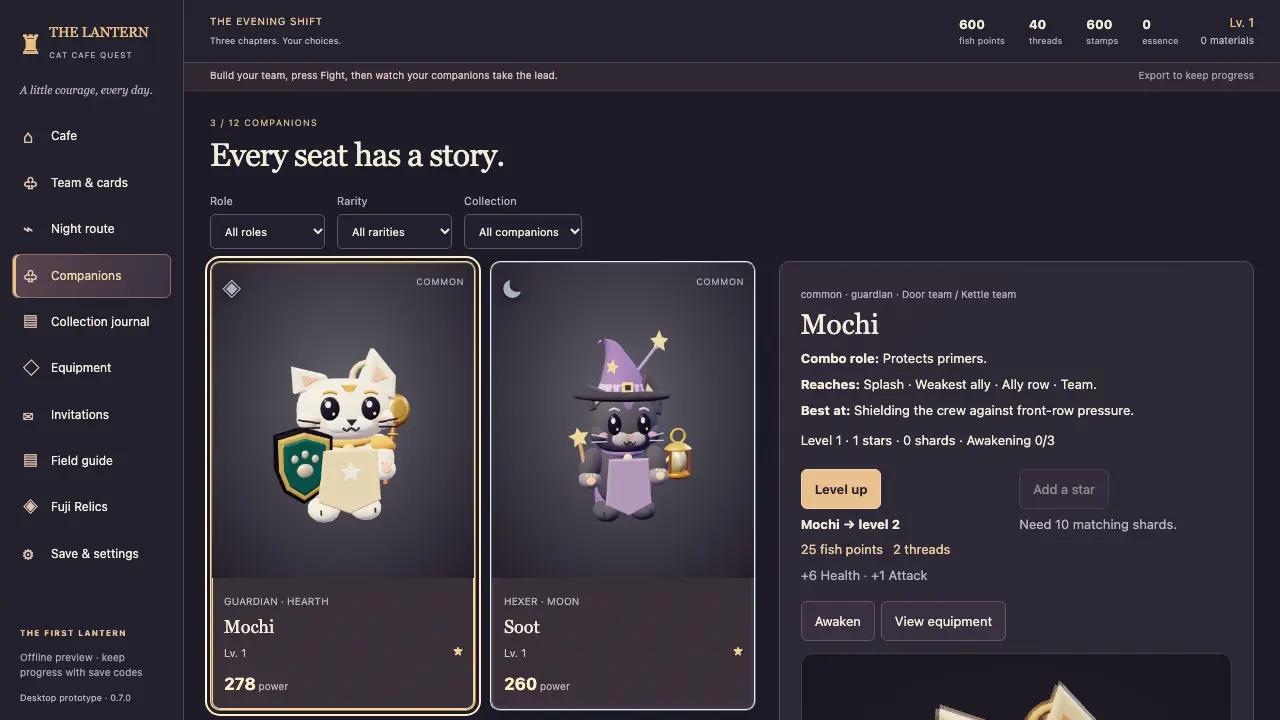 THE LANTERN
CAT CAFE QUEST
A little courage, every day.
Cafe
Team & cards
Night route
Companions
Collection journal
Equipment
Invitations
Field guide
Fuji Relics
Save & settings
THE FIRST LANTERN
Offline preview · keep
progress with save codes
Desktop prototype · 0.7.0
THE EVENING SHIFT
Three chapters. Your choices.
600 fish points
40 threads
600 stamps
0 essence
Lv. 1
0 materials
Build your team, press Fight, then watch your companions take the lead.
Export to keep progress
3 / 12 COMPANIONS
Every seat has a story.
Role
All roles
Rarity
All rarities
Collection
All companions
COMMON
GUARDIAN · HEARTH
Mochi
Lv. 1
278 power
COMMON
HEXER · MOON
Soot
Lv. 1
260 power
common · guardian · Door team / Kettle team
Mochi
Combo role: Protects primers.
Reaches: Splash · Weakest ally · Ally row · Team.
Best at: Shielding the crew against front-row pressure.
Level 1 · 1 stars · 0 shards · Awakening 0/3
Level up
Mochi → level 2
25 fish points 2 threads
+6 Health · +1 Attack
Add a star
Need 10 matching shards.
Awaken
View equipment